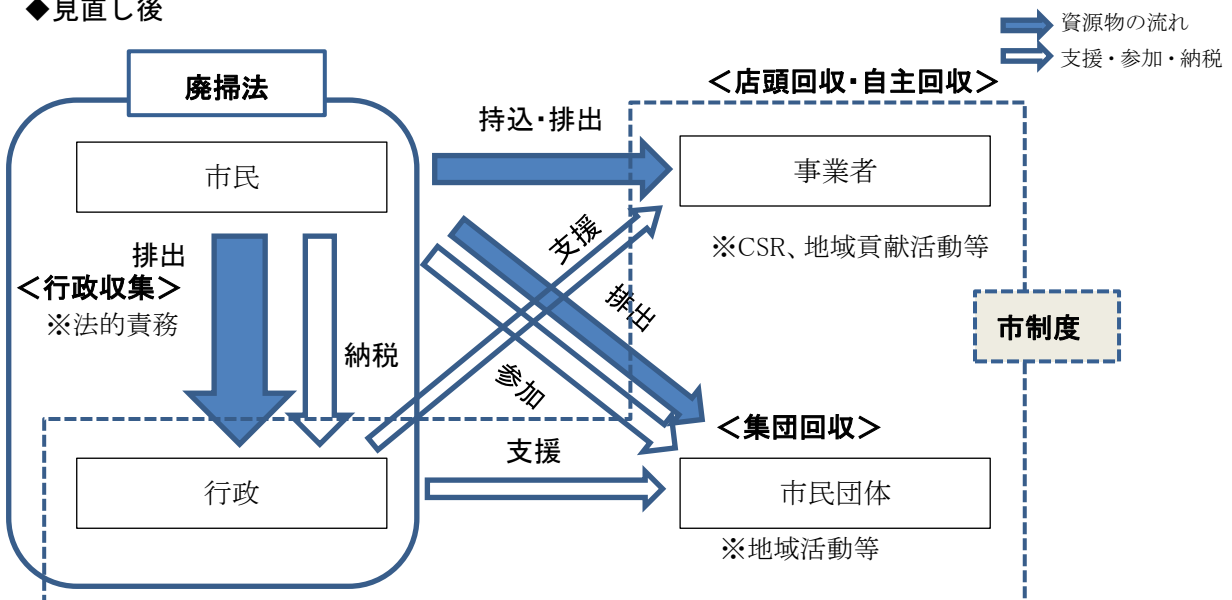 ◆見直し後
資源物の流れ
支援・参加・納税
廃掃法
＜店頭回収・自主回収＞
持込・排出
市民
事業者
支援
※CSR、地域貢献活動等
排出
＜行政収集＞
※法的責務
排出
市制度
納税
参加
＜集団回収＞
支援
行政
市民団体
※地域活動等